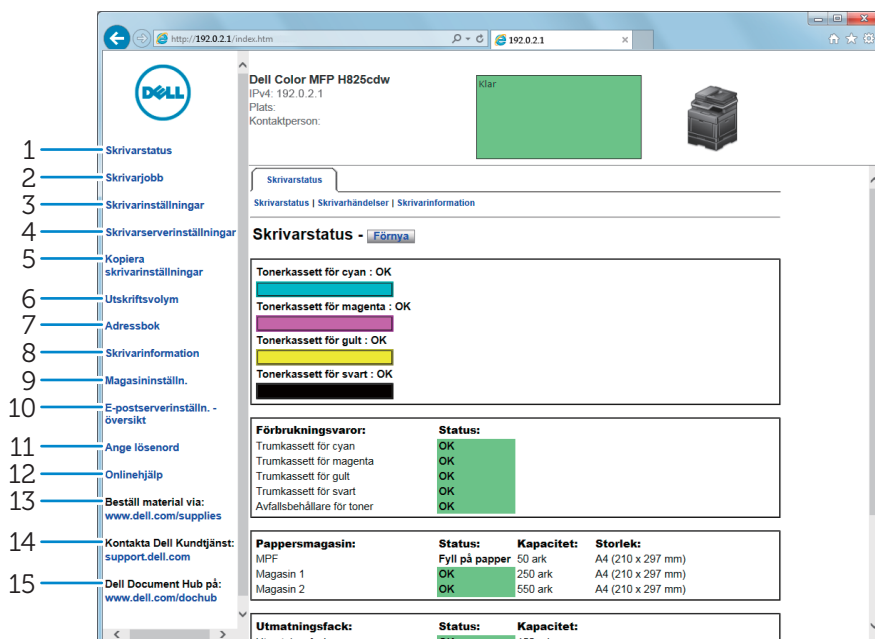 http://192.0.2.1/index.htm
192.0.2.1
DELL
Dell Color MFP H825cdw
IPv4: 192.0.2.1
Plats:
Kontaktperson:
Klar
1 Skrivarstatus
2 Skrivarjobb
3 Skrivarinställningar
4 Skrivarserverinställningar
5 Kopiera
skrivarinställningar
6 Utskriftsvolym
7 Adressbok
8 Skrivarinformation
9 Magasininställn.
10 E-postserverinställn. -
översikt
11 Ange lösenord
12 Onlinehjälp
13 Beställ material via:
www.dell.com/supplies
14 Kontakta Dell Kundtjänst:
support.dell.com
15 Dell Document Hub på:
www.dell.com/dochub
Skrivarstatus
Skrivarstatus | Skrivarhändelser | Skrivarinformation
Skrivarstatus - Förnya
Tonerkassett för cyan : OK
Tonerkassett för magenta : OK
Tonerkassett för gult : OK
Tonerkassett för svart : OK
Förbrukningsvaror: Status:
Trumkassett för cyan OK
Trumkassett för magenta OK
Trumkassett för gult OK
Trumkassett för svart OK
Avfallsbehållare för toner OK
Pappersmagasin: Status: Kapacitet: Storlek:
MPF Fyll på papper 50 ark A4 (210 x 297 mm)
Magasin 1 OK 250 ark A4 (210 x 297 mm)
Magasin 2 OK 550 ark A4 (210 x 297 mm)
Utmatningsfack: Status: Kapacitet: